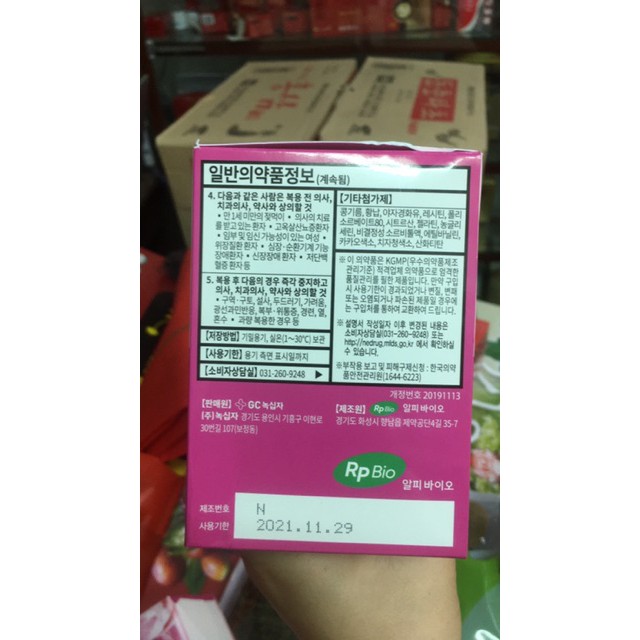 일반의약품정보(계속됨)
4. 다음과 같은 사람은 복용 전 의사,
치과의사, 약사와 상의할 것
• 만 1세 미만의 젖먹이 • 의사의 치료
를 받고 있는 환자 • 고옥살산뇨증환자
• 임부 및 임신 가능성이 있는 여성 •
위장질환 환자 • 심장·순환기계 기능
장애환자 • 신장장애 환자 • 저단백
혈증 환자 등
5. 복용 후 다음의 경우 즉각 중지하고
의사, 치과의사, 약사와 상의할 것
• 구역·구토, 설사, 두드러기, 가려움,
광선과민반응, 복부·위통증, 경련, 열,
혼수 • 과량 복용한 경우 등
[저장방법] 기밀용기, 실온(1~30℃) 보관
[사용기한] 용기 측면 표시일까지
[소비자상담실] 031-260-9248
[기타첨가제]
콩기름, 황납, 야자경화유, 레시틴, 폴리
소르베이트80, 시트르산, 젤라틴, 농글리
세린, 비결정성 소르비톨액, 에틸바닐린,
카카오색소, 치자청색소, 산화티탄
※ 이 의약품은 KGMP(우수의약품제조
관리기준) 적격업체 의약품으로 엄격한
품질관리를 필한 제품입니다. 만약 구입
시 사용기한이 경과되었거나 변질, 변패
또는 오염되거나 파손된 제품일 경우에
는 구입처를 통하여 교환하여 드립니다.
※설명서 작성일자 이후 변경된 내용은
소비자상담실(031-260-9248) 또는
http://nedrug.mfds.go.kr 에서 확인하실
수 있습니다.
※부작용 보고 및 피해구제신청 : 한국의약
품안전관리원(1644-6223)
개정번호 20191113
[판매원] GC녹십자
(주)녹십자 경기도 용인시 기흥구 이현로
30번길 107(보정동)
[제조원] Rp Bio 알피 바이오
경기도 화성시 향남읍 제약공단4길 35-7
Rp Bio 알피 바이오
제조번호 N
사용기한 2021.11.29